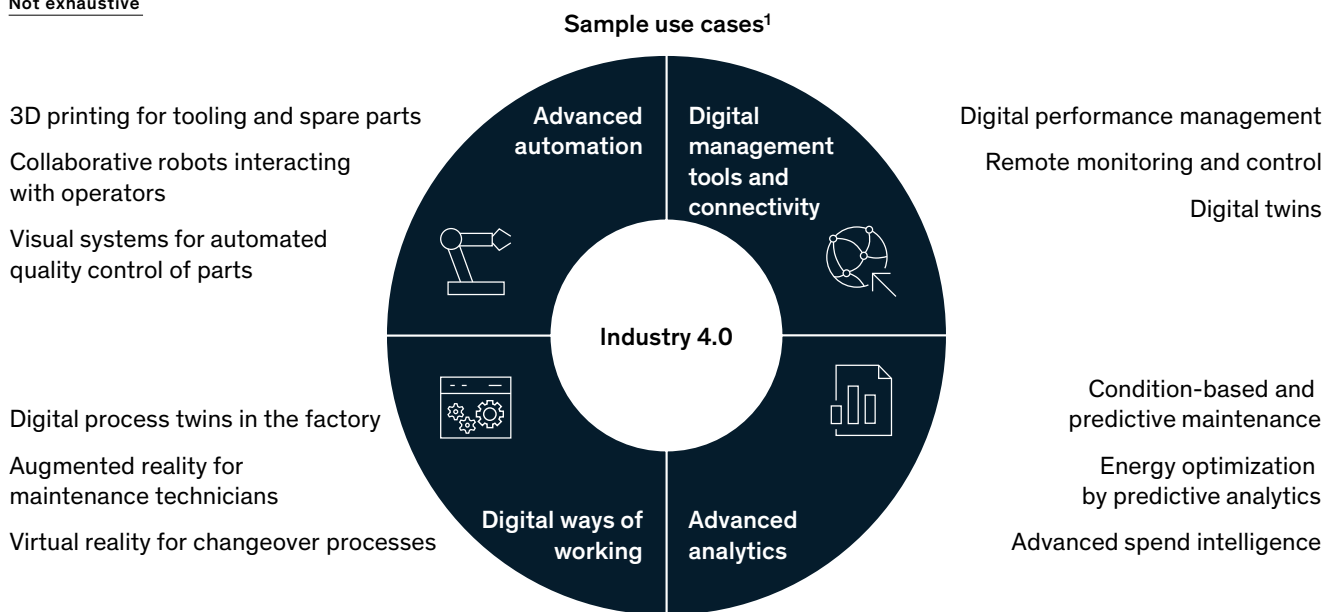 Not exhaustive
Sample use cases¹
3D printing for tooling and spare parts
Collaborative robots interacting
with operators
Visual systems for automated
quality control of parts
Advanced
automation
Digital
management
tools and
connectivity
Digital performance management
Remote monitoring and control
Digital twins
Industry 4.0
Digital process twins in the factory
Augmented reality for
maintenance technicians
Virtual reality for changeover processes
Digital ways of
working
Advanced
analytics
Condition-based and
predictive maintenance
Energy optimization
by predictive analytics
Advanced spend intelligence